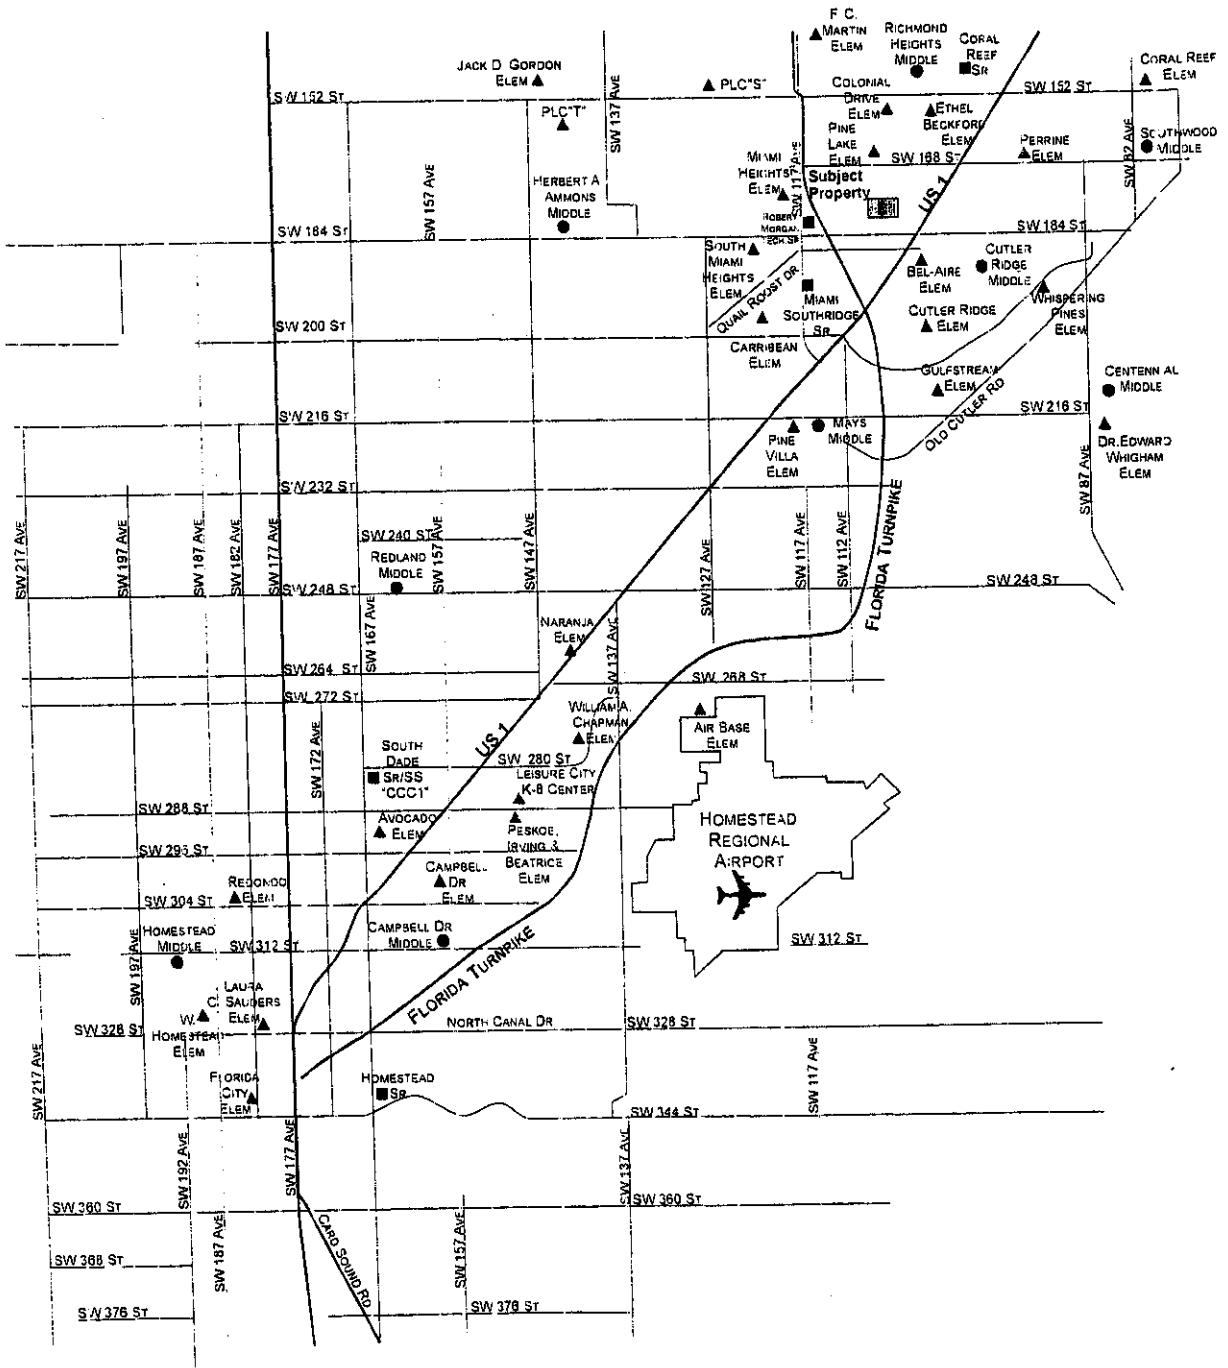 F. C.
MARTIN
ELEM
RICHMOND
HEIGHTS
MIDDLE
CORAL
REEF
SR
CORAL REEF
ELEM
JACK D. GORDON
ELEM
PLC"S"
SW 152 ST
SW 152 ST
PLC"T"
SW 137 AVE
COLONIAL
DRIVE
ELEM
ETHEL
BECKFORD
ELEM
PINE
LAKE
ELEM
SW 168 ST
PERRINE
ELEM
SW 82 AVE
SOUTHWOOD
MIDDLE
MIAMI
HEIGHTS
ELEM
SW 117 AVE
Subject
Property
US 1
SW 157 AVE
HERBERT A
AMMONS
MIDDLE
ROBERT
MORGAN
SW 184 ST
SW 184 ST
SOUTH
MIAMI
HEIGHTS
ELEM
QUAIL ROOST DR
BEL-AIRE
ELEM
CUTLER
RIDGE
MIDDLE
WHISPERING
PINES
ELEM
MIAMI
SOUTHRIDGE
SR
CUTLER RIDGE
ELEM
SW 200 ST
CARRIBEAN
ELEM
GULFSTREAM
ELEM
OLD CUTLER RD
CENTENNIAL
MIDDLE
SW 216 ST
SW 216 ST
PINE
VILLA
ELEM
MAYS
MIDDLE
DR. EDWARD
WHIGHAM
ELEM
SW 87 AVE
SW 232 ST
SW 217 AVE
SW 197 AVE
SW 187 AVE
SW 182 AVE
SW 177 AVE
SW 240 ST
REDLAND
MIDDLE
SW 157 AVE
SW 147 AVE
SW 127 AVE
SW 117 AVE
SW 112 AVE
FLORIDA TURNPIKE
SW 248 ST
SW 248 ST
SW 167 AVE
NARANJA
ELEM
SW 137 AVE
SW 264 ST
SW 268 ST
SW 272 ST
WILLIAM A.
CHAPMAN
ELEM
AIR BASE
ELEM
US 1
SW 172 AVE
SOUTH
DADE
SR/SS
"CCC1"
SW 280 ST
LEISURE CITY
K-8 CENTER
SW 288 ST
AVOCADO
ELEM
PESKOE,
IRVING &
BEATRICE
ELEM
HOMESTEAD
REGIONAL
AIRPORT
SW 296 ST
CAMPBELL
DR
ELEM
REDONDO
ELEM
SW 304 ST
HOMESTEAD
MIDDLE
SW 312 ST
CAMPBELL DR
MIDDLE
SW 312 ST
FLORIDA TURNPIKE
SW 197 AVE
LAURA
C. SAUDERS
ELEM
W.
HOMESTEAD
ELEM
SW 328 ST
NORTH CANAL DR
SW 328 ST
SW 217 AVE
FLORIDA
CITY
ELEM
HOMESTEAD
SR
SW 117 AVE
SW 344 ST
SW 192 AVE
SW 177 AVE
SW 137 AVE
SW 360 ST
SW 360 ST
SW 187 AVE
CARD SOUND RD
SW 157 AVE
SW 368 ST
SW 376 ST
SW 376 ST